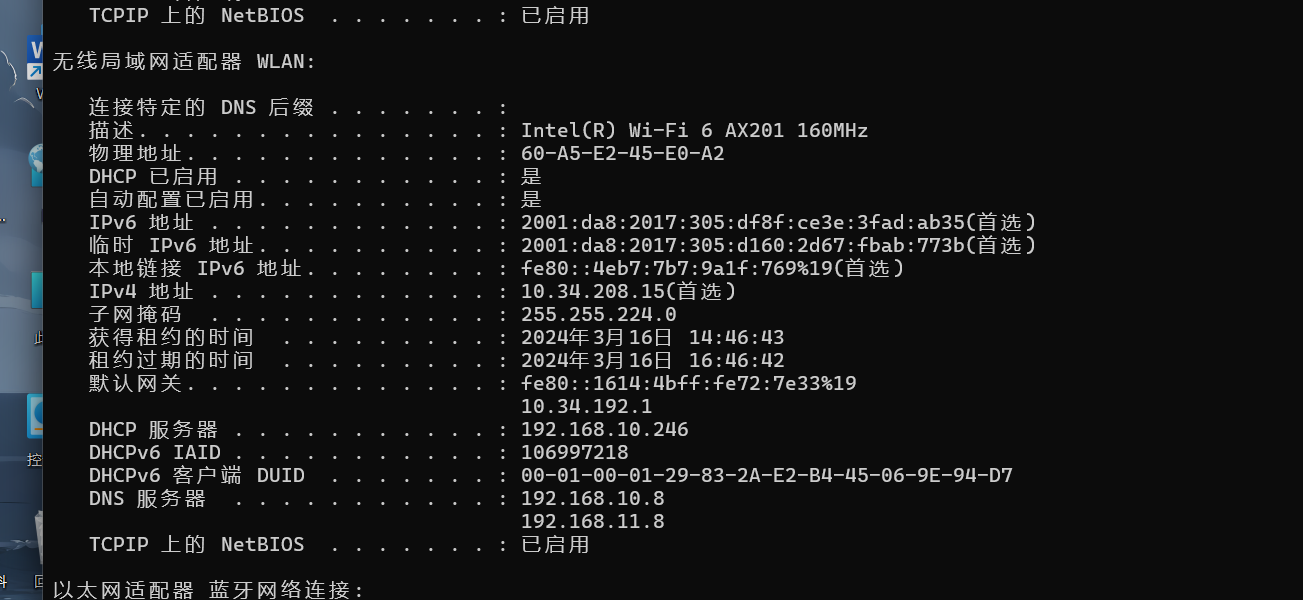 TCPIP 上的 NetBIOS . . . . . . . : 已启用
无线局域网适配器 WLAN:
连接特定的 DNS 后缀 . . . . . . . :
描述. . . . . . . . . . . . . . . : Intel(R) Wi-Fi 6 AX201 160MHz
物理地址. . . . . . . . . . . . . : 60-A5-E2-45-E0-A2
DHCP 已启用 . . . . . . . . . . . : 是
自动配置已启用. . . . . . . . . . : 是
IPv6 地址 . . . . . . . . . . . . : 2001:da8:2017:305:df8f:ce3e:3fad:ab35(首选)
临时 IPv6 地址. . . . . . . . . . : 2001:da8:2017:305:d160:2d67:fbab:773b(首选)
本地链接 IPv6 地址. . . . . . . . : fe80::4eb7:7b7:9a1f:769%19(首选)
IPv4 地址 . . . . . . . . . . . . : 10.34.208.15(首选)
子网掩码 . . . . . . . . . . . . : 255.255.224.0
获得租约的时间 . . . . . . . . . : 2024年3月16日 14:46:43
租约过期的时间 . . . . . . . . . : 2024年3月16日 16:46:42
默认网关. . . . . . . . . . . . . : fe80::1614:4bff:fe72:7e33%19
10.34.192.1
DHCP 服务器 . . . . . . . . . . . : 192.168.10.246
DHCPv6 IAID . . . . . . . . . . . : 106997218
DHCPv6 客户端 DUID . . . . . . . : 00-01-00-01-29-83-2A-E2-B4-45-06-9E-94-D7
DNS 服务器 . . . . . . . . . . . : 192.168.10.8
192.168.11.8
TCPIP 上的 NetBIOS . . . . . . . : 已启用
以太网适配器 蓝牙网络连接: